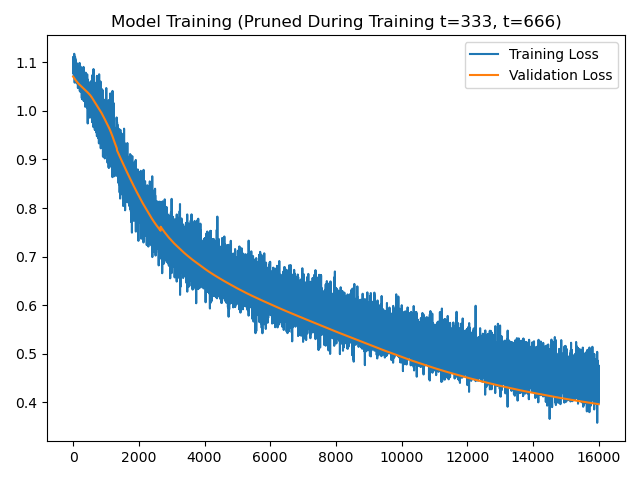 Model Training (Pruned During Training t=333, t=666)
Training Loss
Validation Loss
1.1
1.0
0.9
0.8
0.7
0.6
0.5
0.4
0 2000 4000 6000 8000 10000 12000 14000 16000